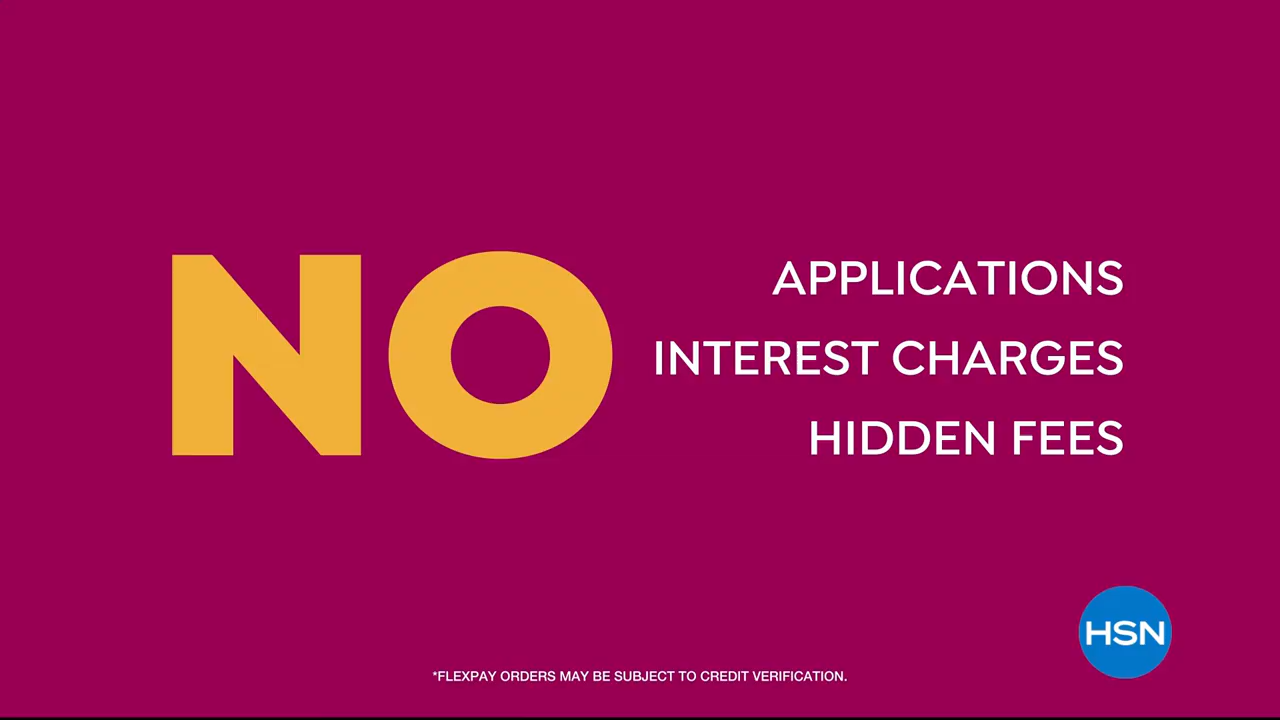 NO
APPLICATIONS
INTEREST CHARGES
HIDDEN FEES
HSN
*FLEXPAY ORDERS MAY BE SUBJECT TO CREDIT VERIFICATION.